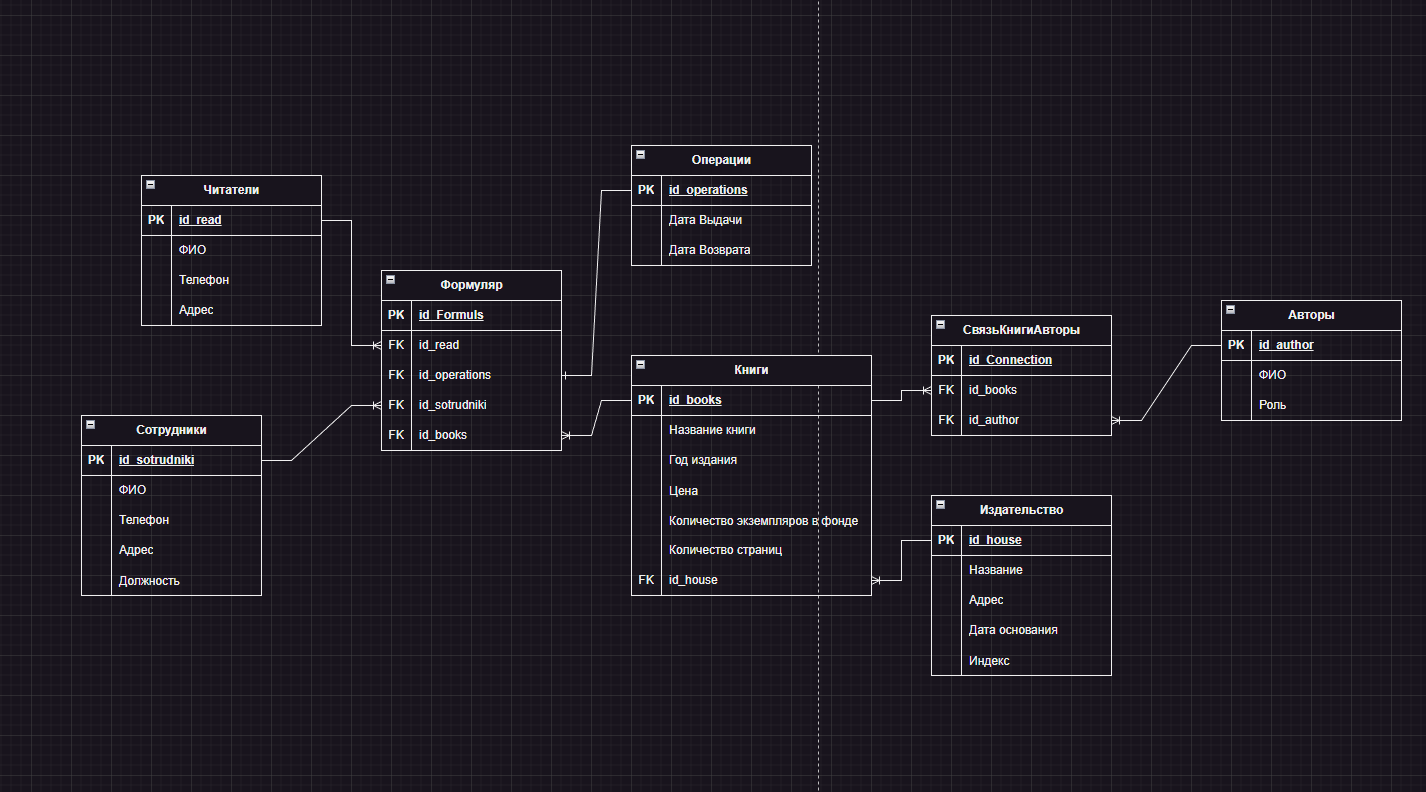 Читатели
PK id_read
ФИО
Телефон
Адрес
Сотрудники
PK id_sotrudniki
ФИО
Телефон
Адрес
Должность
Формуляр
PK id_Formuls
FK id_read
FK id_operations
FK id_sotrudniki
FK id_books
Операции
PK id_operations
Дата Выдачи
Дата Возврата
Книги
PK id_books
Название книги
Год издания
Цена
Количество экземпляров в фонде
Количество страниц
FK id_house
СвязьКнигиАвторы
PK id_Connection
FK id_books
FK id_author
Издательство
PK id_house
Название
Адрес
Дата основания
Индекс
Авторы
PK id_author
ФИО
Роль